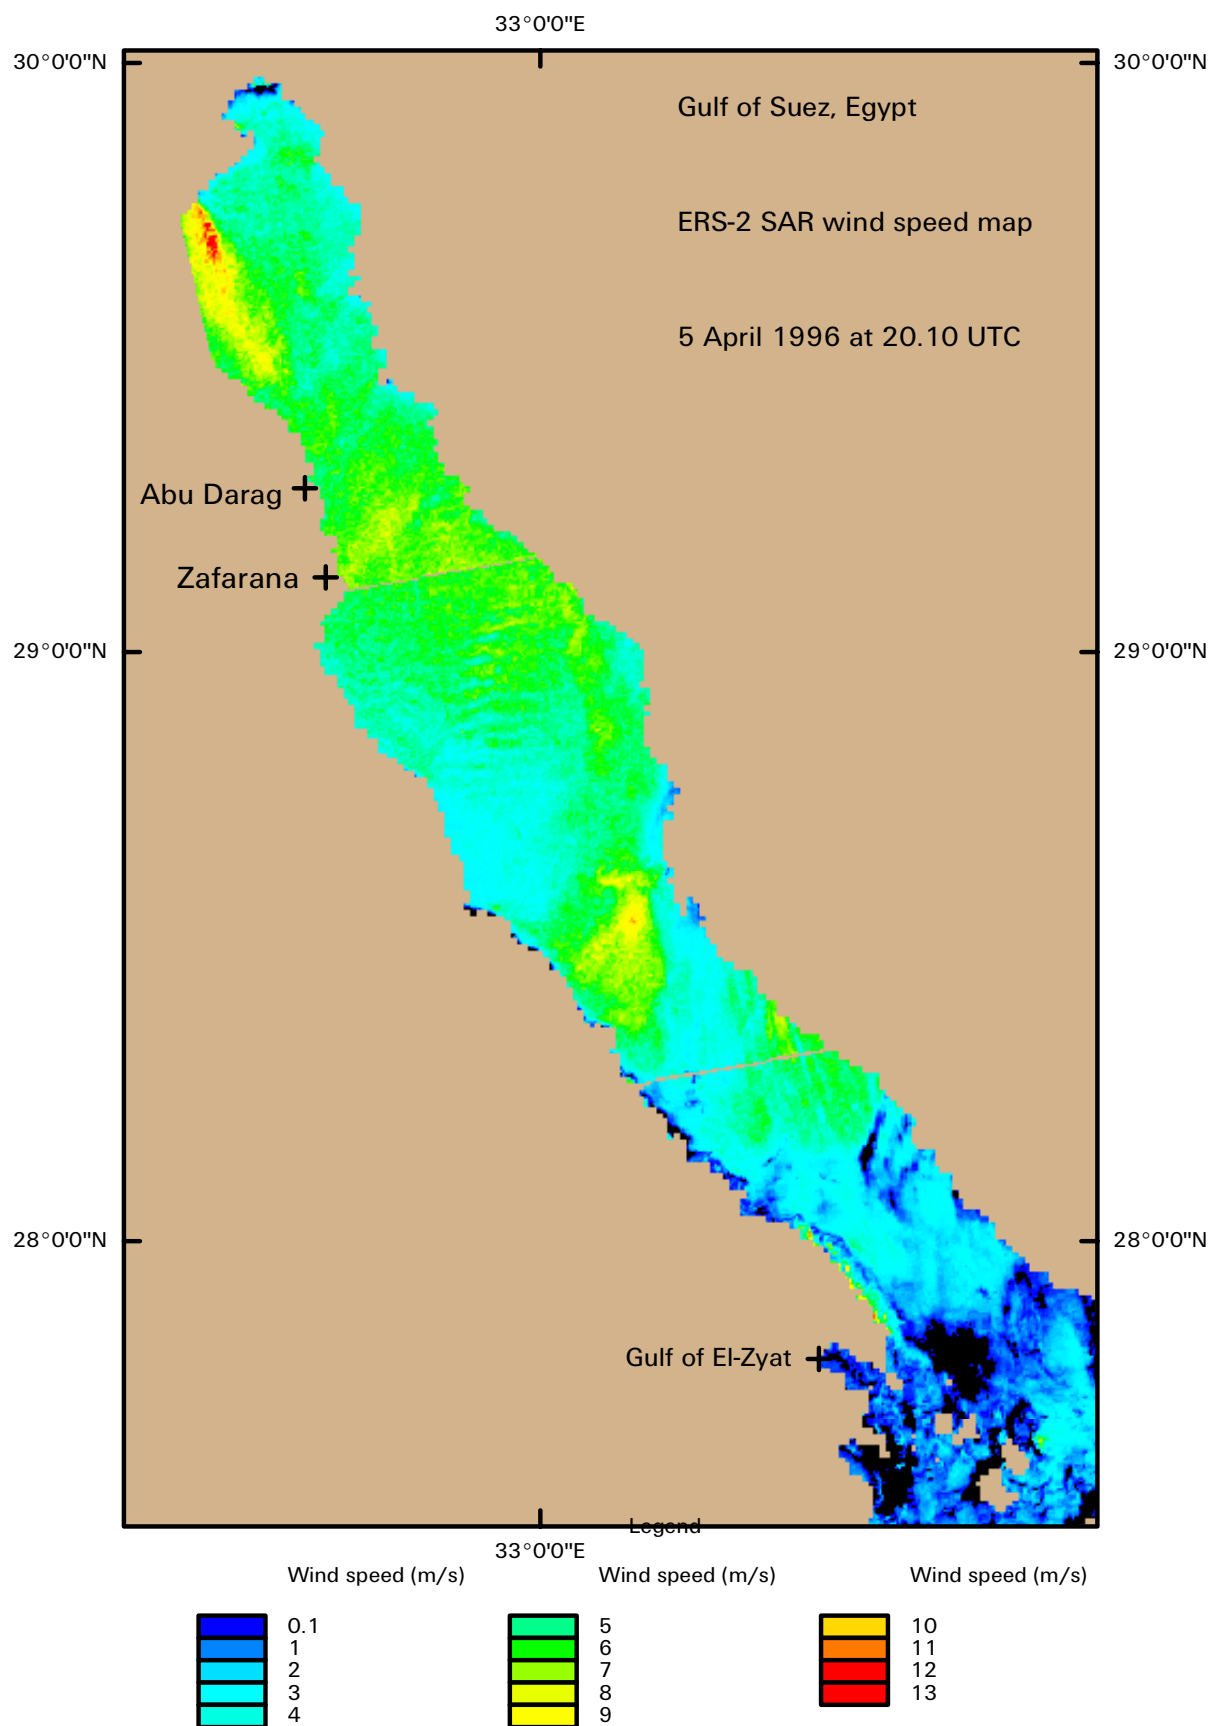 33°0'0"E
30°0'0"N
30°0'0"N
Gulf of Suez, Egypt
ERS-2 SAR wind speed map
5 April 1996 at 20.10 UTC
Abu Darag
Zafarana
29°0'0"N
29°0'0"N
28°0'0"N
28°0'0"N
Gulf of El-Zyat
Legend
33°0'0"E
Wind speed (m/s)
0.1
1
2
3
4
Wind speed (m/s)
5
6
7
8
9
Wind speed (m/s)
10
11
12
13